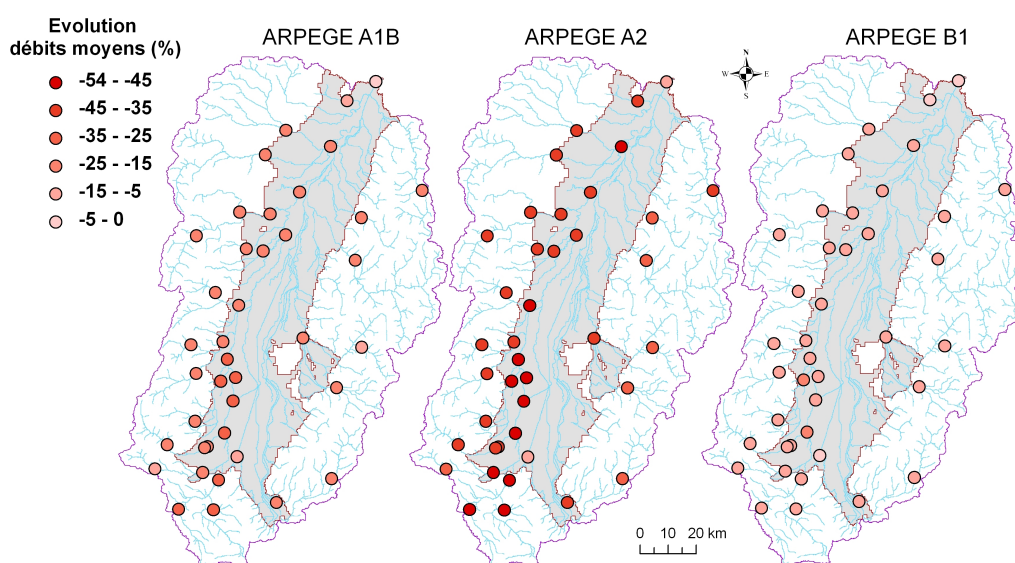 Evolution
débits moyens (%)
-54 - -45
-45 - -35
-35 - -25
-25 - -15
-15 - -5
-5 - 0
ARPEGE A1B
ARPEGE A2
ARPEGE B1
N
W E
S
0 10 20 km